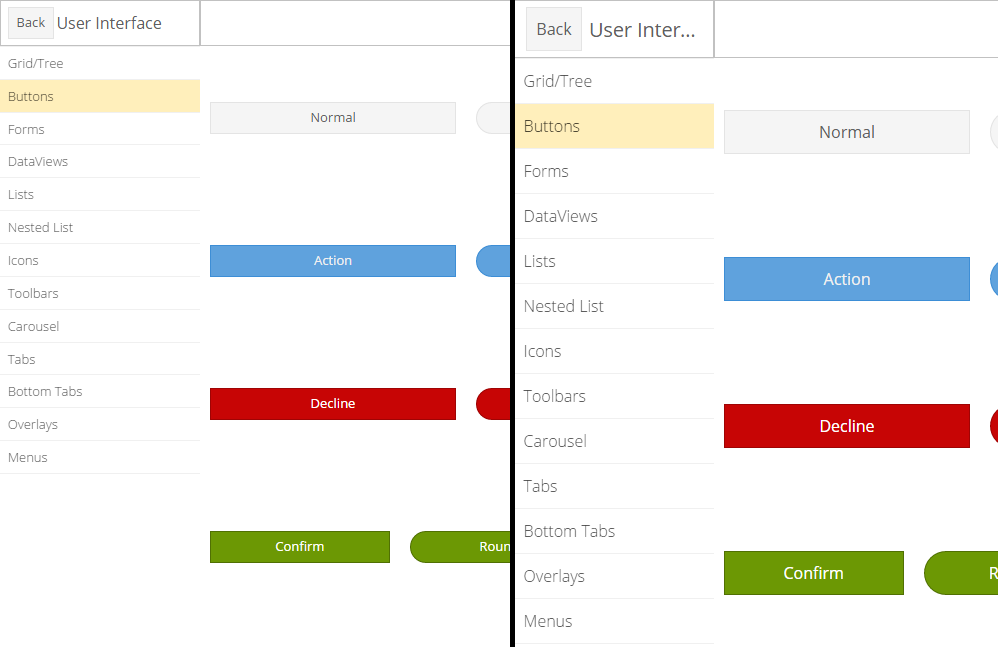 Back User Interface
Grid/Tree
Buttons
Forms
DataViews
Lists
Nested List
Icons
Toolbars
Carousel
Tabs
Bottom Tabs
Overlays
Menus
Normal
Action
Decline
Confirm Roun
Back User Inter...
Grid/Tree
Buttons
Forms
DataViews
Lists
Nested List
Icons
Toolbars
Carousel
Tabs
Bottom Tabs
Overlays
Menus
Normal
Action
Decline
Confirm R